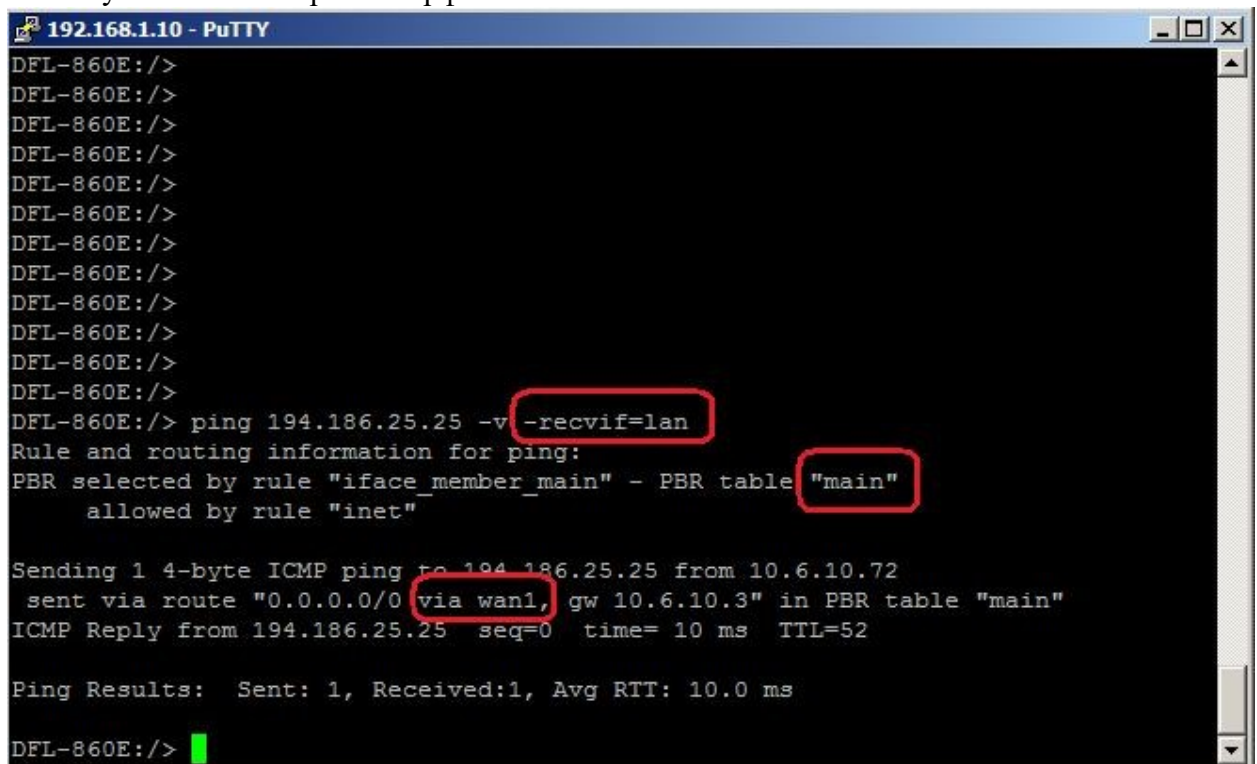 192.168.1.10 - PuTTY
DFL-860E:/>
DFL-860E:/>
DFL-860E:/>
DFL-860E:/>
DFL-860E:/>
DFL-860E:/>
DFL-860E:/>
DFL-860E:/>
DFL-860E:/>
DFL-860E:/>
DFL-860E:/>
DFL-860E:/>
DFL-860E:/> ping 194.186.25.25 -v -recvif=lan
Rule and routing information for ping:
PBR selected by rule "iface_member_main" - PBR table "main"
allowed by rule "inet"
Sending 1 4-byte ICMP ping to 194.186.25.25 from 10.6.10.72
sent via route "0.0.0.0/0 via wan1, gw 10.6.10.3" in PBR table "main"
ICMP Reply from 194.186.25.25 seq=0 time= 10 ms TTL=52
Ping Results: Sent: 1, Received:1, Avg RTT: 10.0 ms
DFL-860E:/>